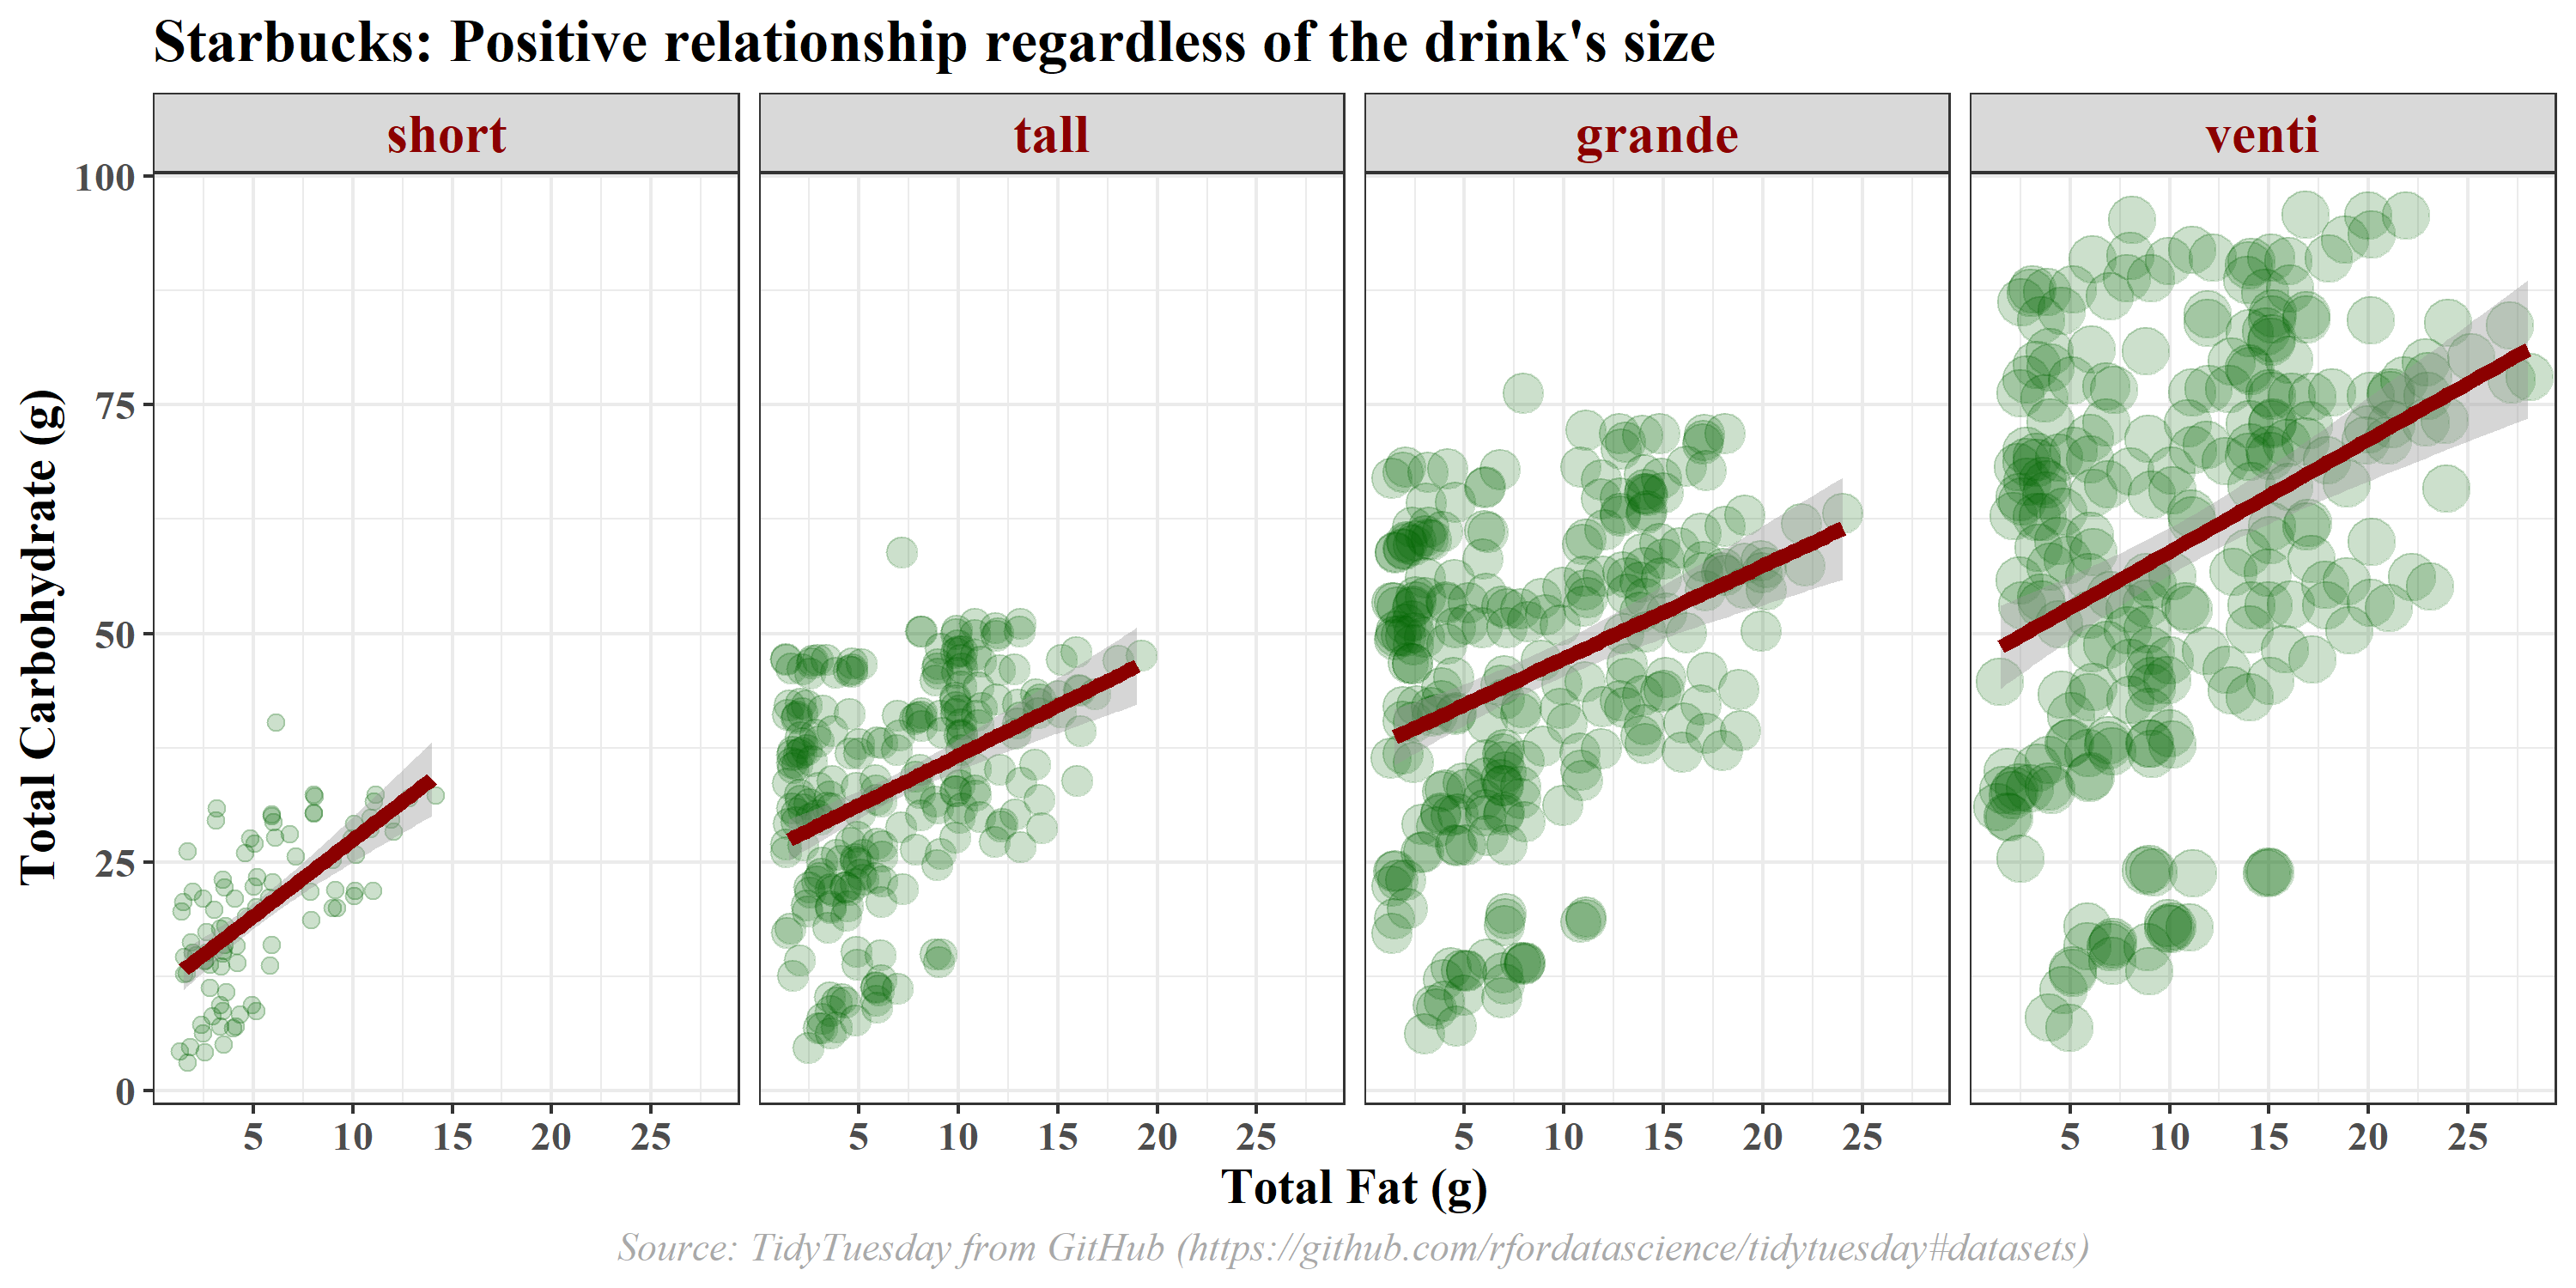 Starbucks: Positive relationship regardless of the drink's size
short tall grande venti
Total Carbohydrate (g)
100
75
50
25
0
5 10 15 20 25 5 10 15 20 25 5 10 15 20 25 5 10 15 20 25
Total Fat (g)
Source: TidyTuesday from GitHub (https://github.com/rfordatascience/tidytuesday#datasets)